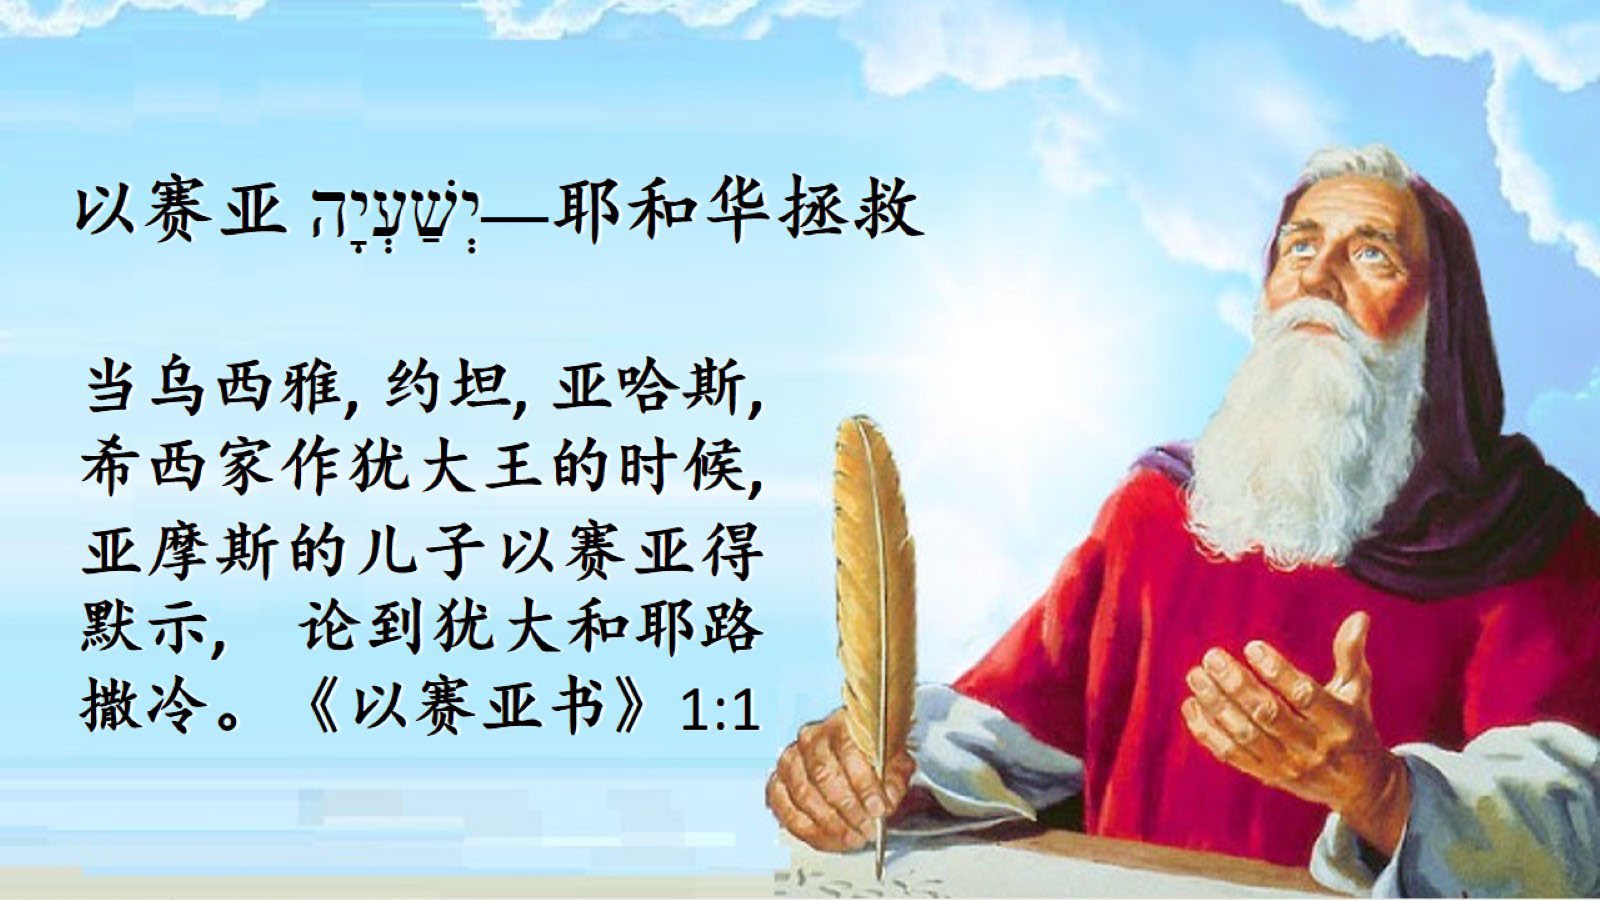 以赛亚 יְשַׁעְיָה—耶和华拯救
当乌西雅, 约坦, 亚哈斯,
希西家作犹大王的时候,
亚摩斯的儿子以赛亚得
默示, 论到犹大和耶路
撒冷。《以赛亚书》1:1